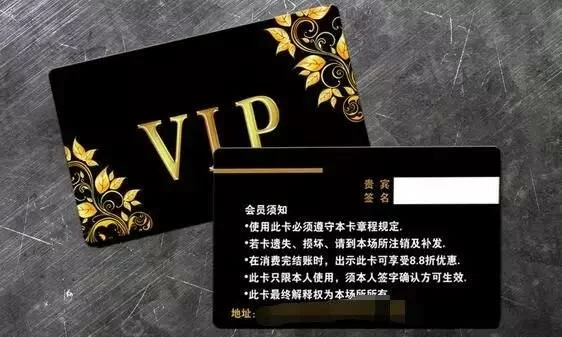 VIP
贵宾
签名
会员须知
•使用此卡必须遵守本卡章程规定.
•若卡遗失、损坏、请到本场所注销及补发.
•在消费完结账时，出示此卡可享受8.8折优惠.
•此卡只限本人使用，须本人签字确认方可生效.
•此卡最终解释权为本场所所有
地址: